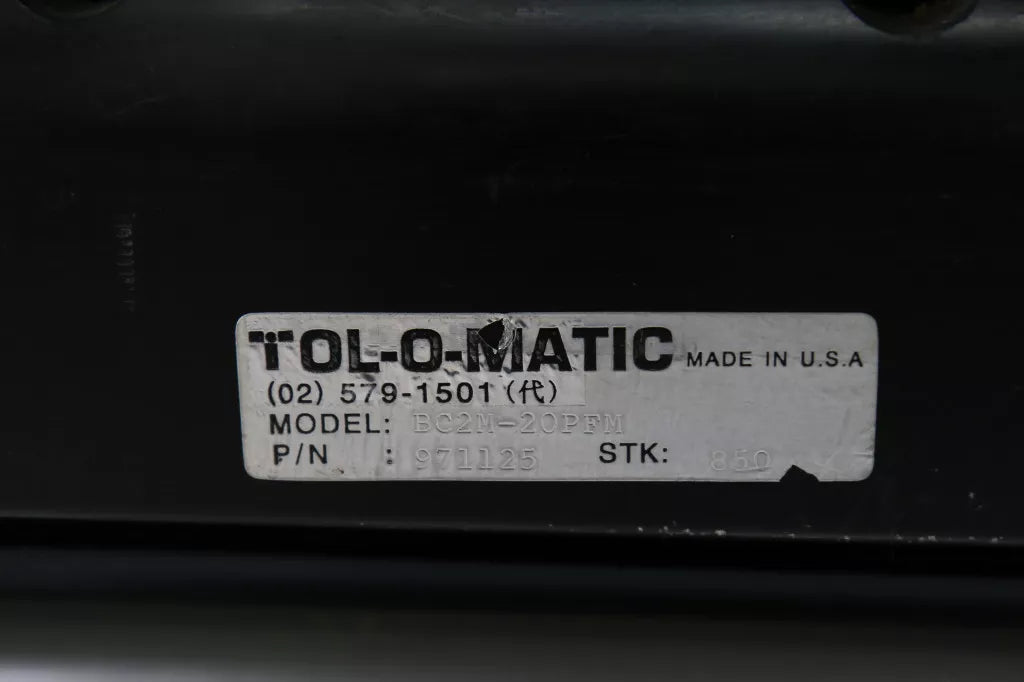 TOL-O-MATIC MADE IN U.S.A
(02) 579-1501 (代)
MODEL: BC2M-20PFM
P/N : 971125 STK: 850